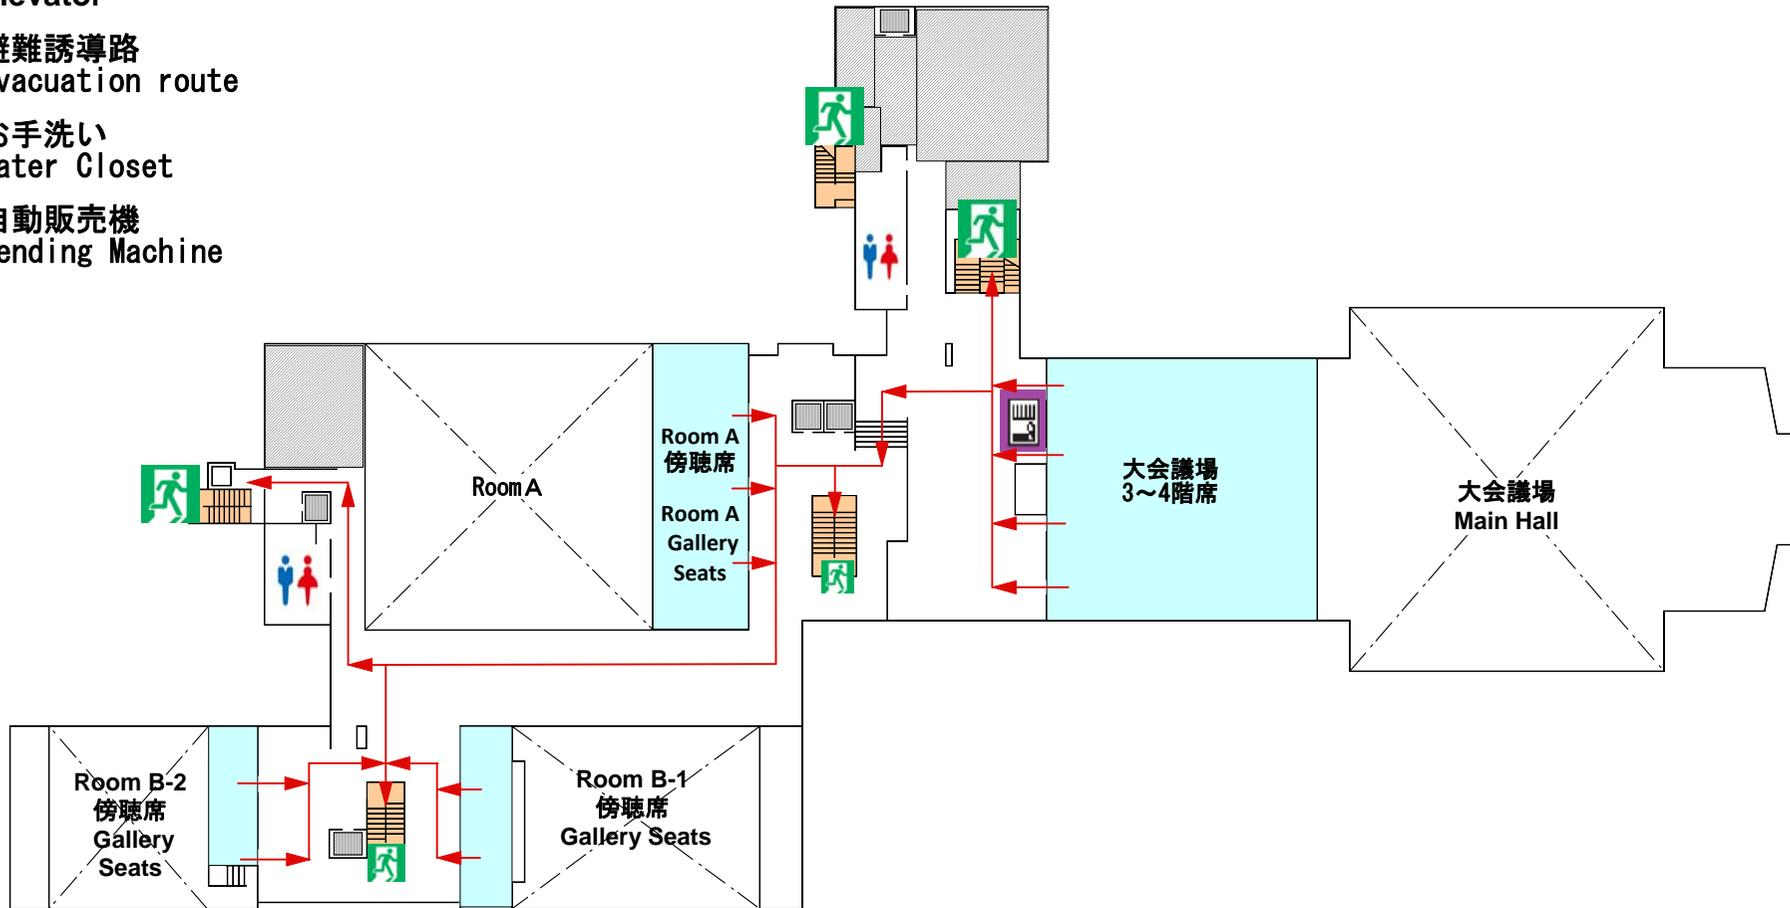 levator
避難誘導路
vacuation route
お手洗い
ater Closet
自動販売機
ending Machine
Room A
傍聴席
Room A
Gallery
Seats
Room A
大会議場
3～4階席
大会議場
Main Hall
Room B-2
傍聴席
Gallery
Seats
Room B-1
傍聴席
Gallery Seats